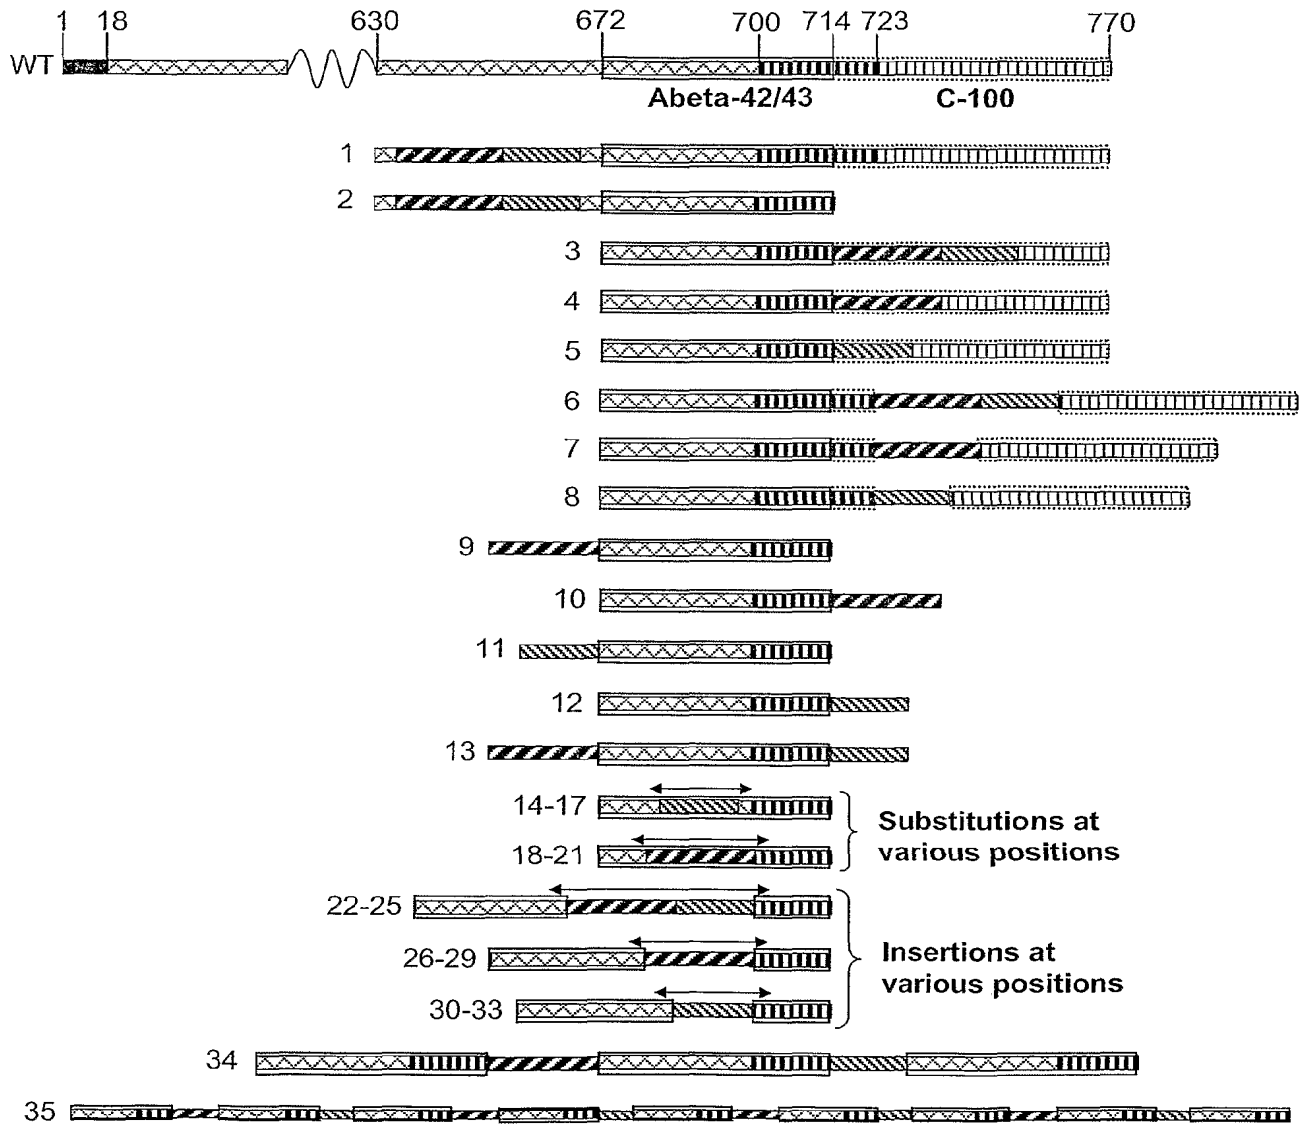 1 18 630 672 700 714 723 770
WT
Abeta-42/43 C-100
1
2
3
4
5
6
7
8
9
10
11
12
13
14-17
Substitutions at
various positions
18-21
22-25
26-29
Insertions at
various positions
30-33
34
35